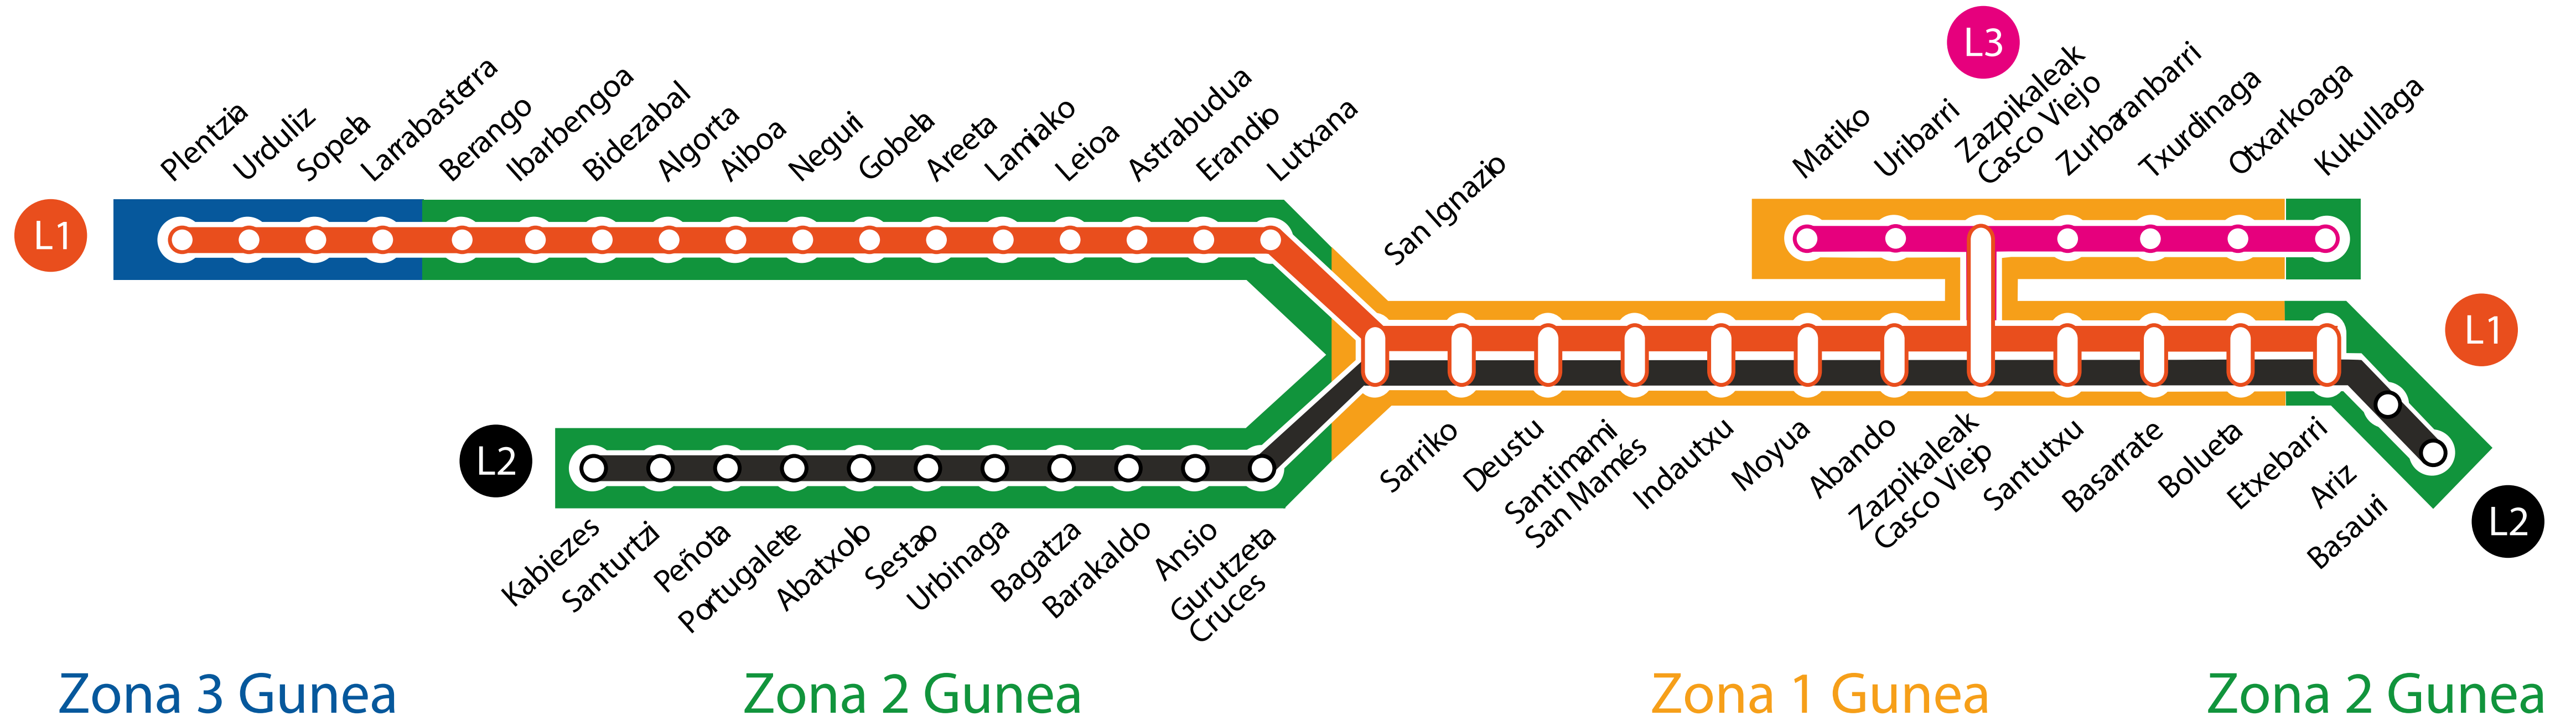 L3
Plentzia
Urduliz
Sopela
Larrabasterra
Berango
Ibarbengoa
Bidezabal
Algorta
Aiboa
Neguri
Gobela
Areeta
Lamiako
Leioa
Astrabudua
Erandio
Lutxana
San Ignazio
Matiko
Uribarri
Zazpikaleak
Casco Viejo
Zurbaranbarri
Txurdinaga
Otxarkoaga
Kukullaga
L1
L1
L2
Kabiezes
Santurtzi
Peñota
Portugalete
Abatxolo
Sestao
Urbinaga
Bagatza
Barakaldo
Ansio
Gurutzeta
Cruces
Sarriko
Deustu
Santimami
San Mamés
Indautxu
Moyua
Abando
Zazpikaleak
Casco Viejo
Santutxu
Basarrate
Bolueta
Etxebarri
Ariz
Basauri
L2
Zona 3 Gunea
Zona 2 Gunea
Zona 1 Gunea
Zona 2 Gunea